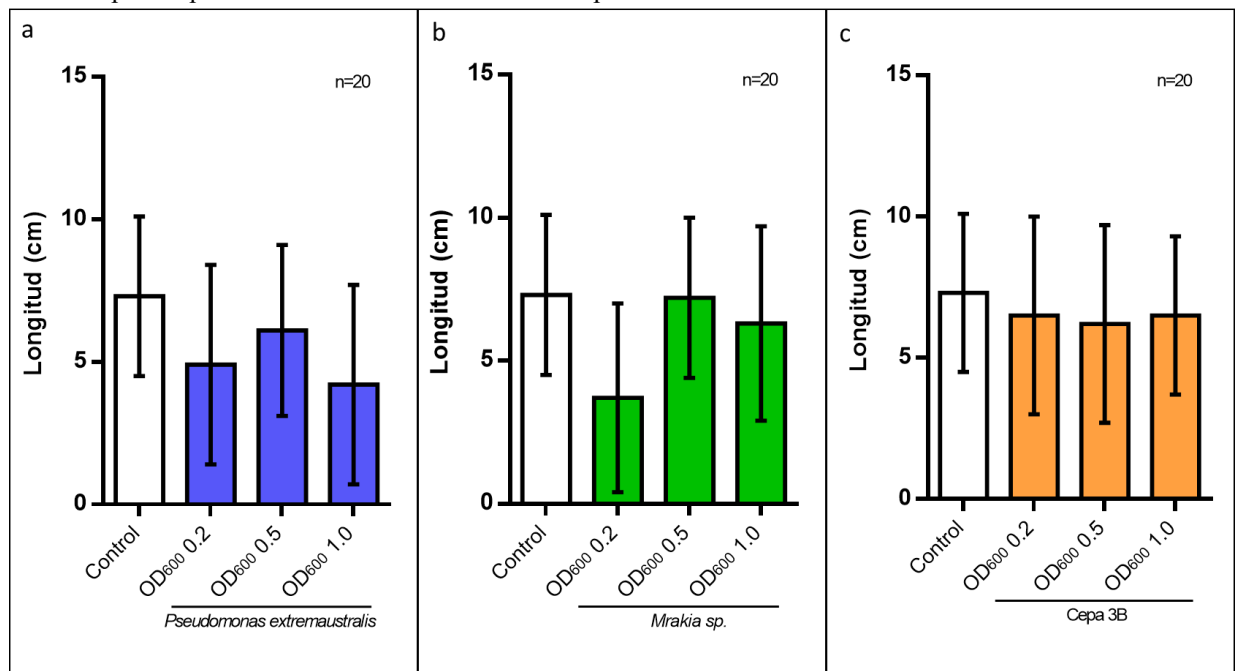 a
n=20
Longitud (cm)
15
10
5
0
Control
OD600 0.2
OD600 0.5
OD600 1.0
Pseudomonas extremaustralis
b
n=20
Longitud (cm)
15
10
5
0
Control
OD600 0.2
OD600 0.5
OD600 1.0
Mrakia sp.
c
n=20
Longitud (cm)
15
10
5
0
Control
OD600 0.2
OD600 0.5
OD600 1.0
Cepa 3B